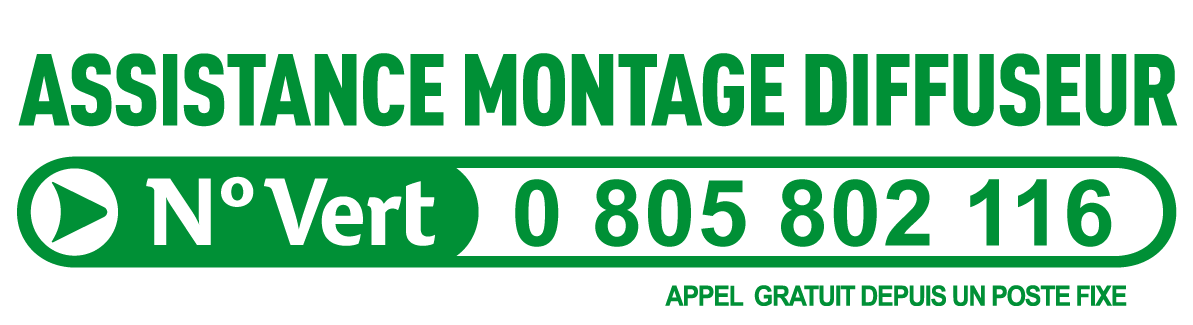 ASSISTANCE MONTAGE DIFFUSEUR
N° Vert 0 805 802 116
APPEL GRATUIT DEPUIS UN POSTE FIXE